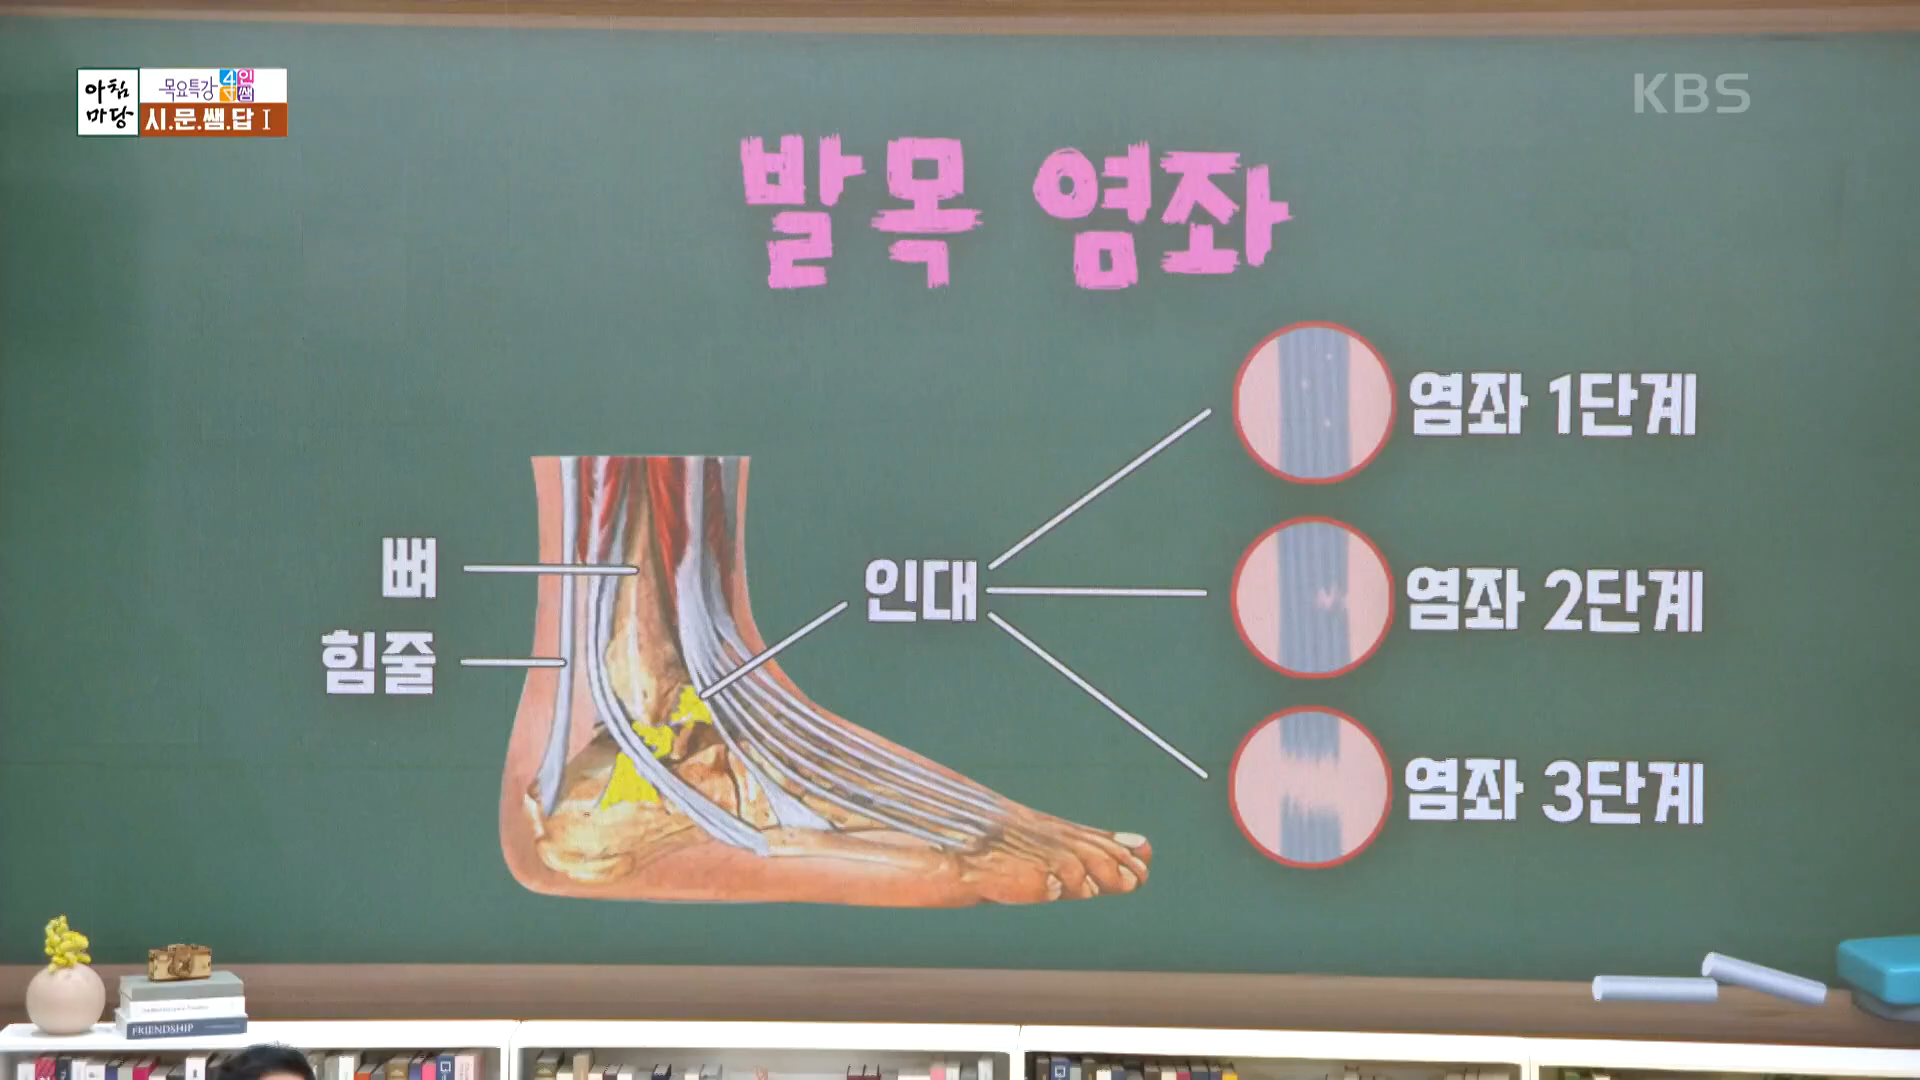 아침
마당
목요특강 4인4쌤
시.문.쌤.답 I
KBS
발목 염좌
염좌 1단계
뼈
인대
염좌 2단계
힘줄
염좌 3단계
FRIENDSHIP